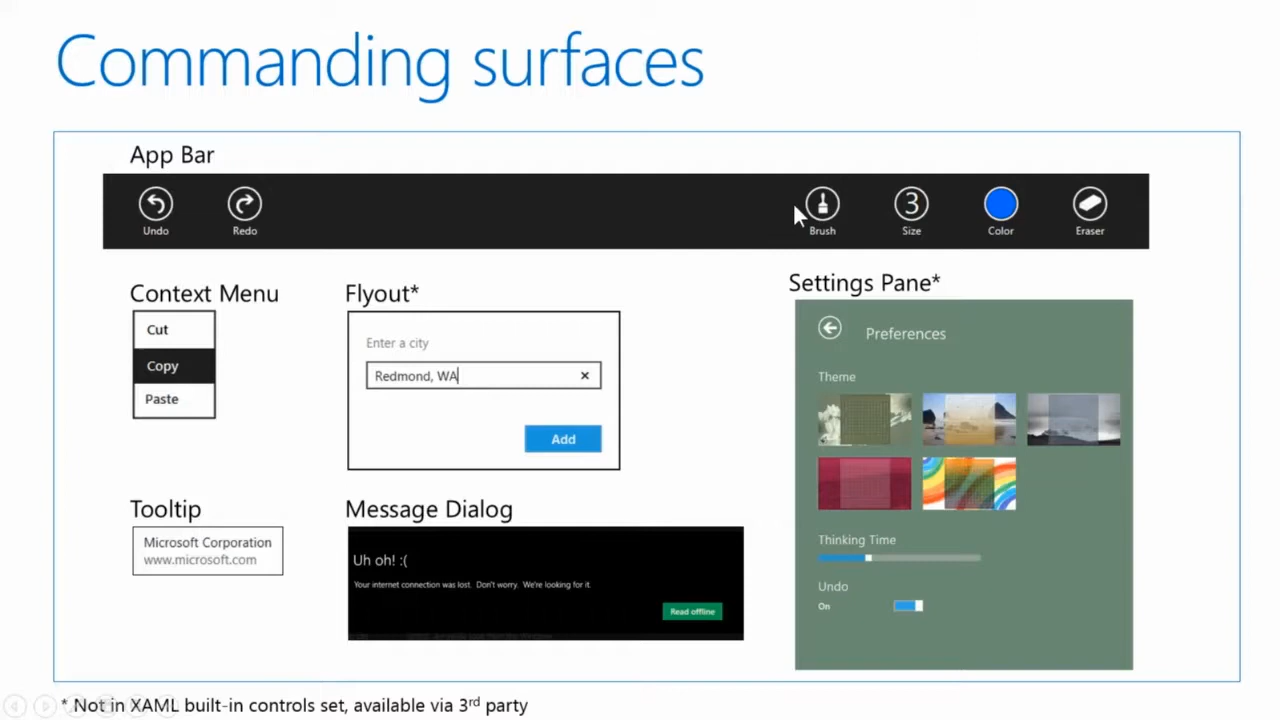 Commanding surfaces
App Bar
Undo
Redo
Brush
3
Size
Color
Eraser
Context Menu
Cut
Copy
Paste
Flyout*
Enter a city
Redmond, WA
Add
Settings Pane*
Preferences
Theme
Thinking Time
Undo
On
Tooltip
Microsoft Corporation
www.microsoft.com
Message Dialog
Uh oh! :(
Your internet connection was lost. Don't worry. We're looking for it.
Read offline
* Not in XAML built-in controls set, available via 3rd party